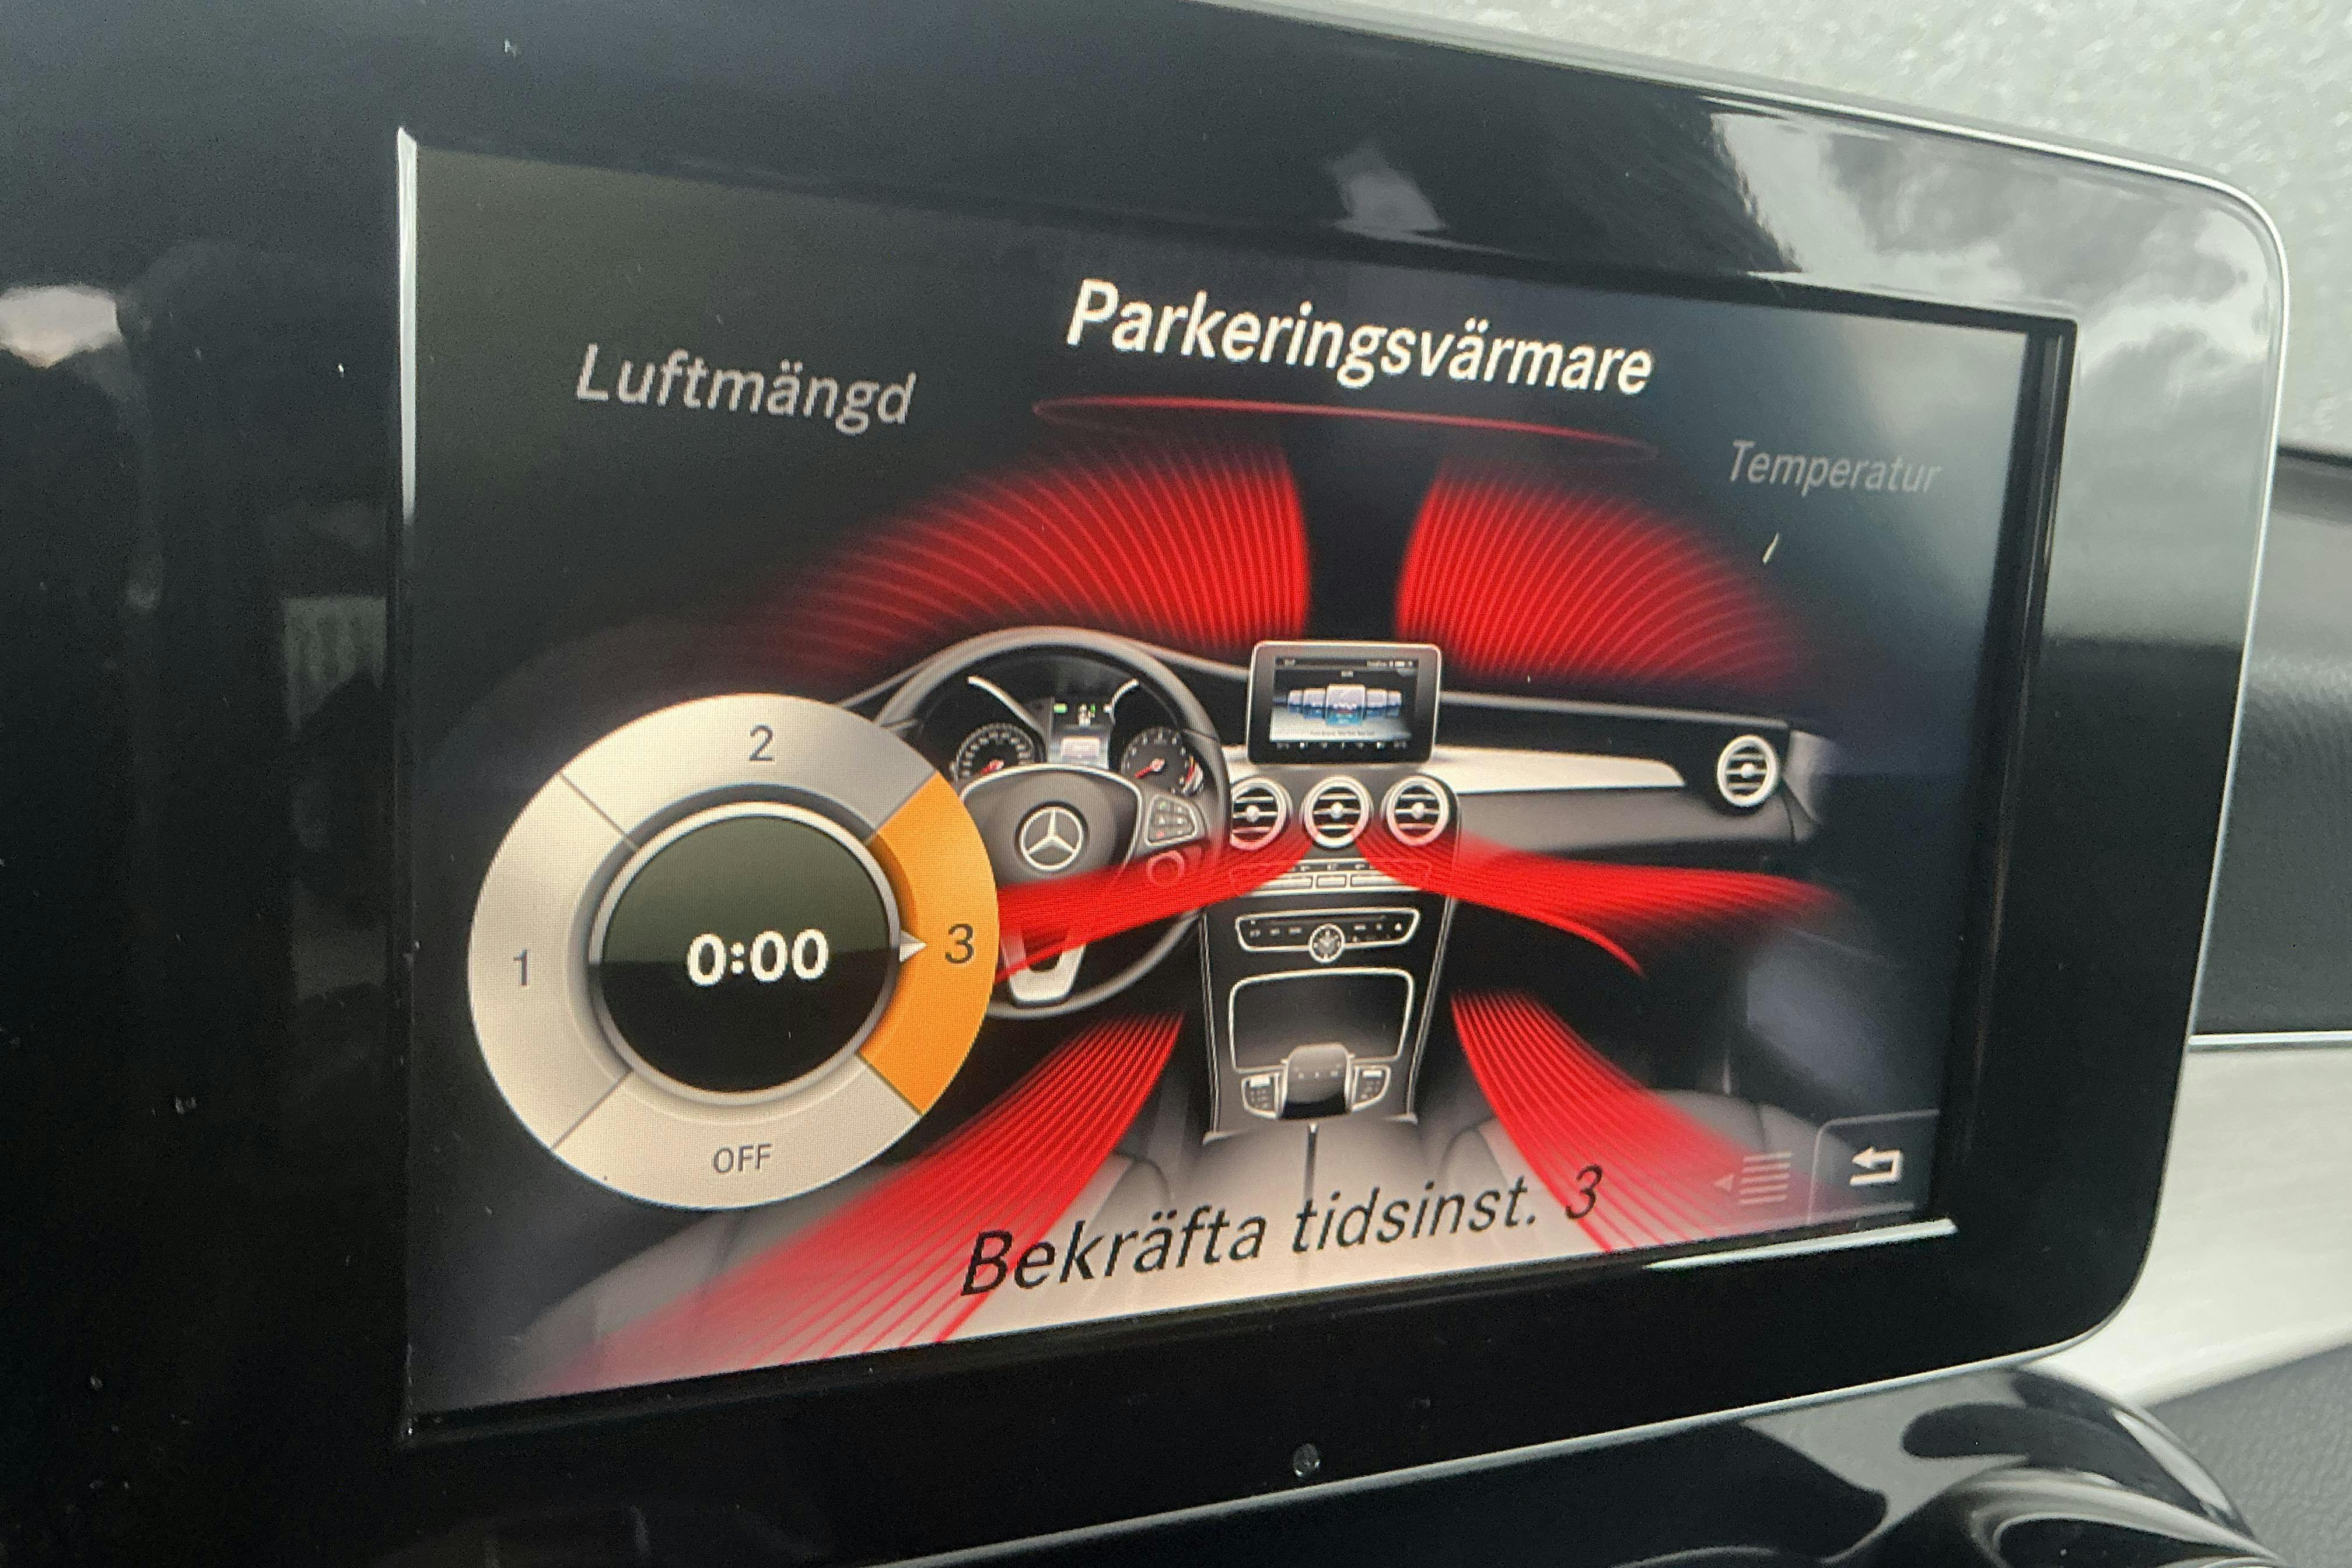 Parkeringsvärmare
Luftmängd
Temperatur
2
1
0:00
3
OFF
Bekräfta tidsinst. 3